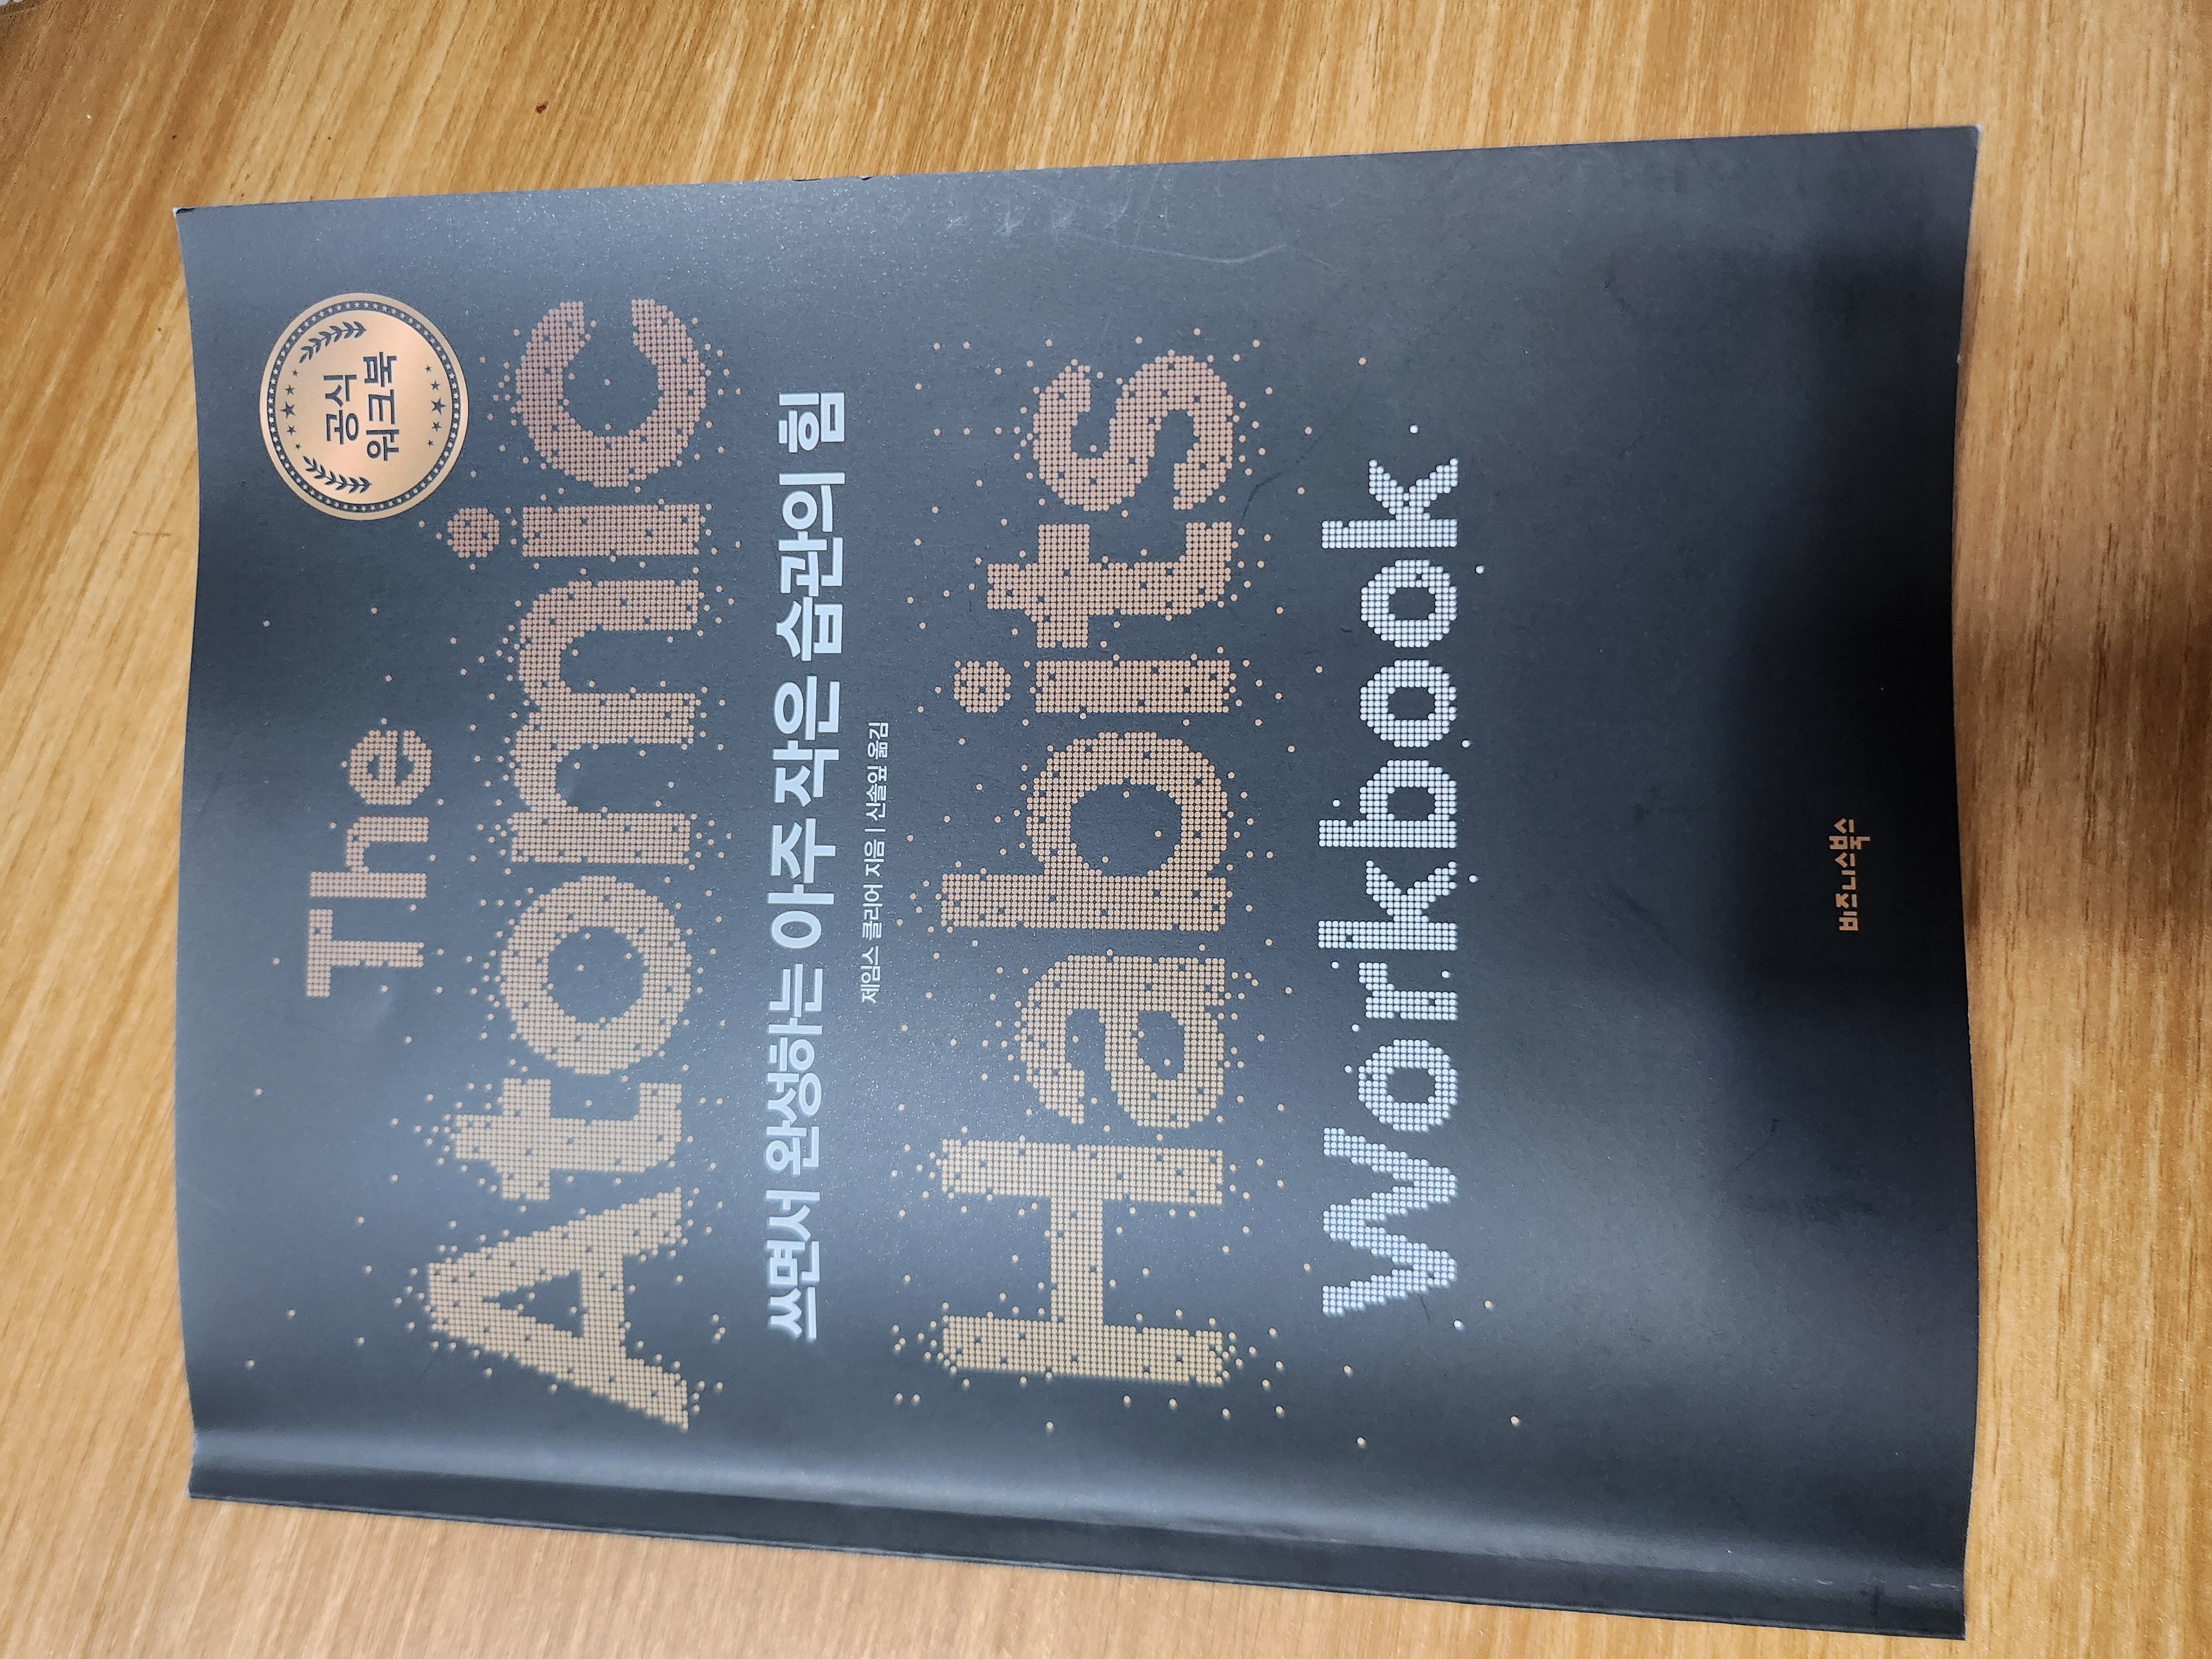 공식
워크북
The
Atomic
쓰면서 완성하는 아주 작은 습관의 힘
제임스 클리어 지음 | 신솔잎 옮김
Habits
Workbook
비즈니스북스